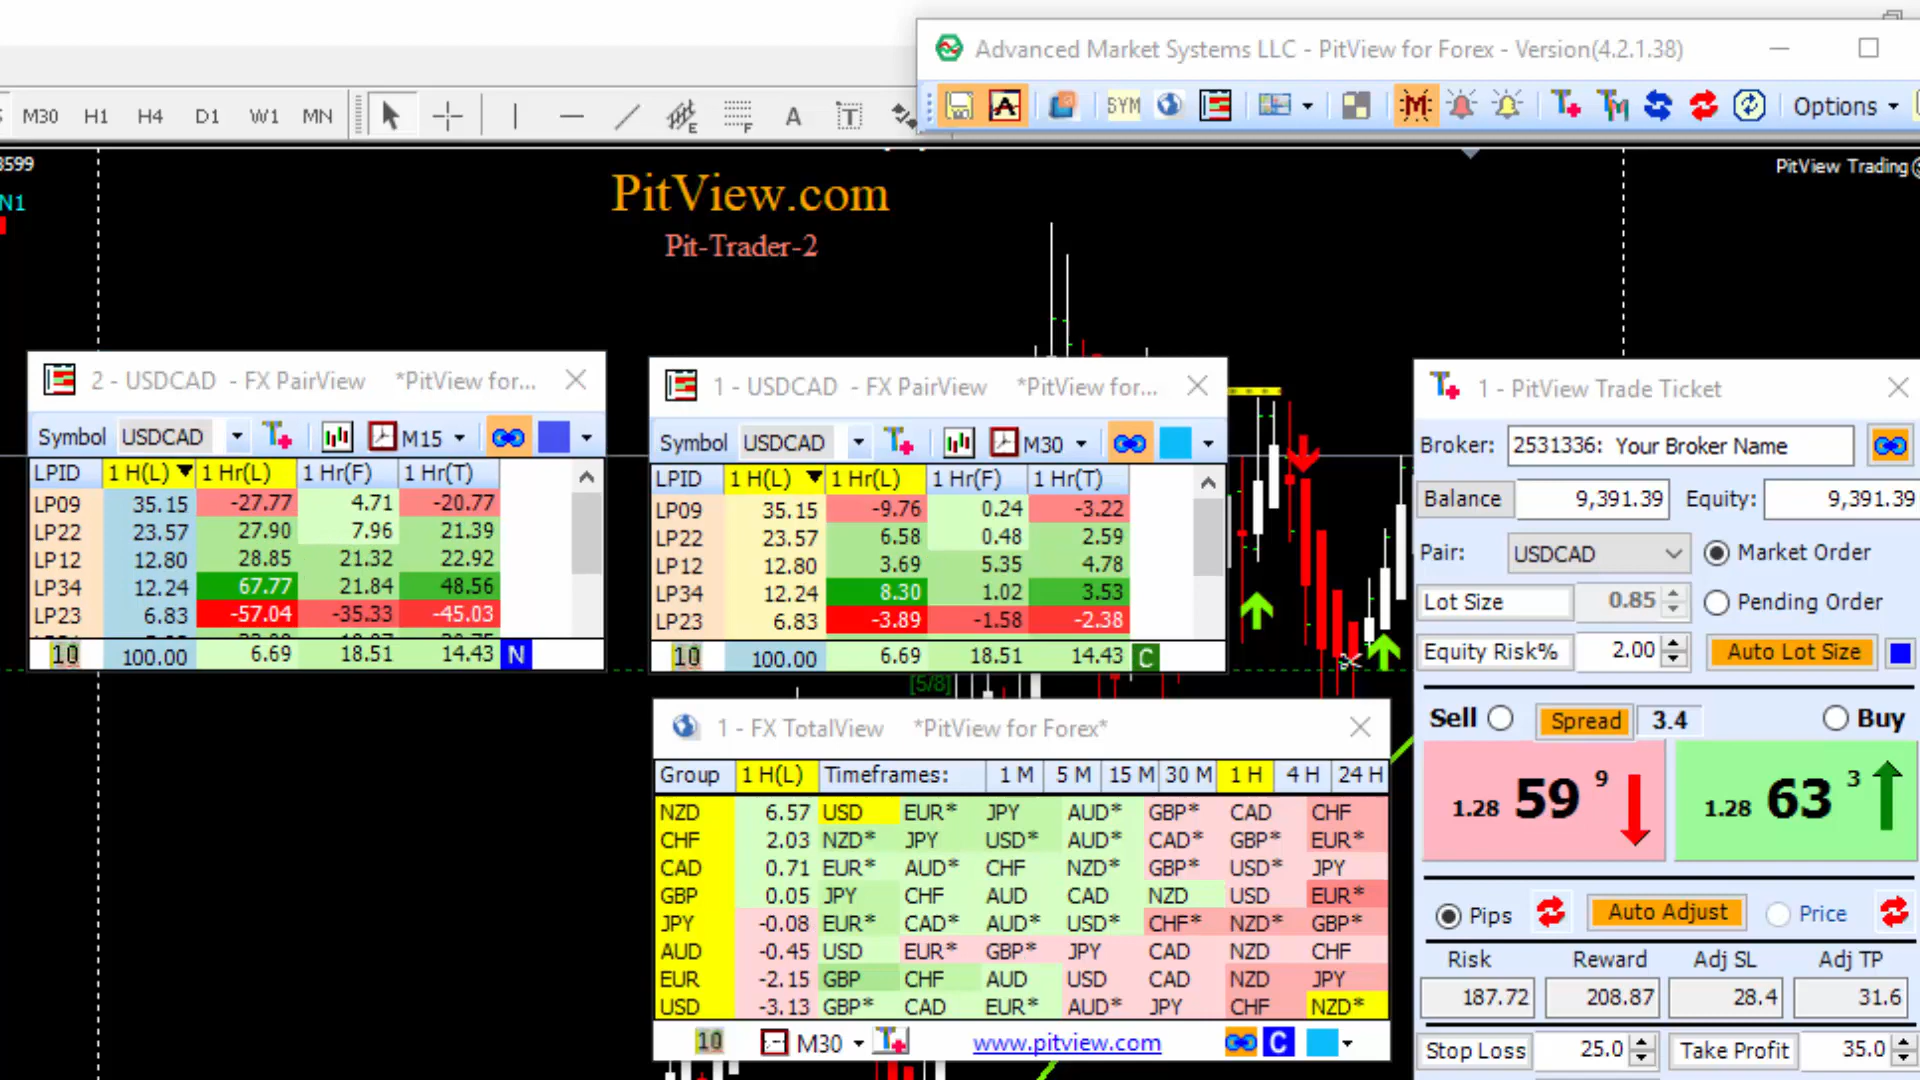 Advanced Market Systems LLC - PitView for Forex - Version(4.2.1.38)
M30 H1 H4 D1 W1 MN E F A T
A SYM M Options
3599
N1
PitView Trading
PitView.com
Pit-Trader-2
[5/8]
2 - USDCAD - FX PairView *PitView for...
Symbol USDCAD M15
LPID 1 H(L) 1 Hr(L) 1 Hr(F) 1 Hr(T)
LP09 35.15 -27.77 4.71 -20.77
LP22 23.57 27.90 7.96 21.39
LP12 12.80 28.85 21.32 22.92
LP34 12.24 67.77 21.84 48.56
LP23 6.83 -57.04 -35.33 -45.03
10 100.00 6.69 18.51 14.43 N
1 - USDCAD - FX PairView *PitView for...
Symbol USDCAD M30
LPID 1 H(L) 1 Hr(L) 1 Hr(F) 1 Hr(T)
LP09 35.15 -9.76 0.24 -3.22
LP22 23.57 6.58 0.48 2.59
LP12 12.80 3.69 5.35 4.78
LP34 12.24 8.30 1.02 3.53
LP23 6.83 -3.89 -1.58 -2.38
10 100.00 6.69 18.51 14.43 C
1 - FX TotalView *PitView for Forex*
Group 1 H(L) Timeframes: 1 M 5 M 15 M 30 M 1 H 4 H 24 H
NZD 6.57 USD EUR* JPY AUD* GBP* CAD CHF
CHF 2.03 NZD* JPY USD* AUD* CAD* GBP* EUR*
CAD 0.71 EUR* AUD* CHF NZD* GBP* USD* JPY
GBP 0.05 JPY CHF AUD CAD NZD USD EUR*
JPY -0.08 EUR* CAD* AUD* USD* CHF* NZD* GBP*
AUD -0.45 USD EUR* GBP* JPY CAD NZD CHF
EUR -2.15 GBP CHF AUD USD CAD NZD JPY
USD -3.13 GBP* CAD EUR* AUD* JPY CHF NZD*
10 M30 www.pitview.com C
1 - PitView Trade Ticket
Broker: 2531336: Your Broker Name
Balance 9,391.39 Equity: 9,391.39
Pair: USDCAD Market Order
Lot Size 0.85 Pending Order
Equity Risk% 2.00 Auto Lot Size
Sell Spread 3.4 Buy
1.28 59 9 1.28 63 3
Pips Auto Adjust Price
Risk Reward Adj SL Adj TP
187.72 208.87 28.4 31.6
Stop Loss 25.0 Take Profit 35.0